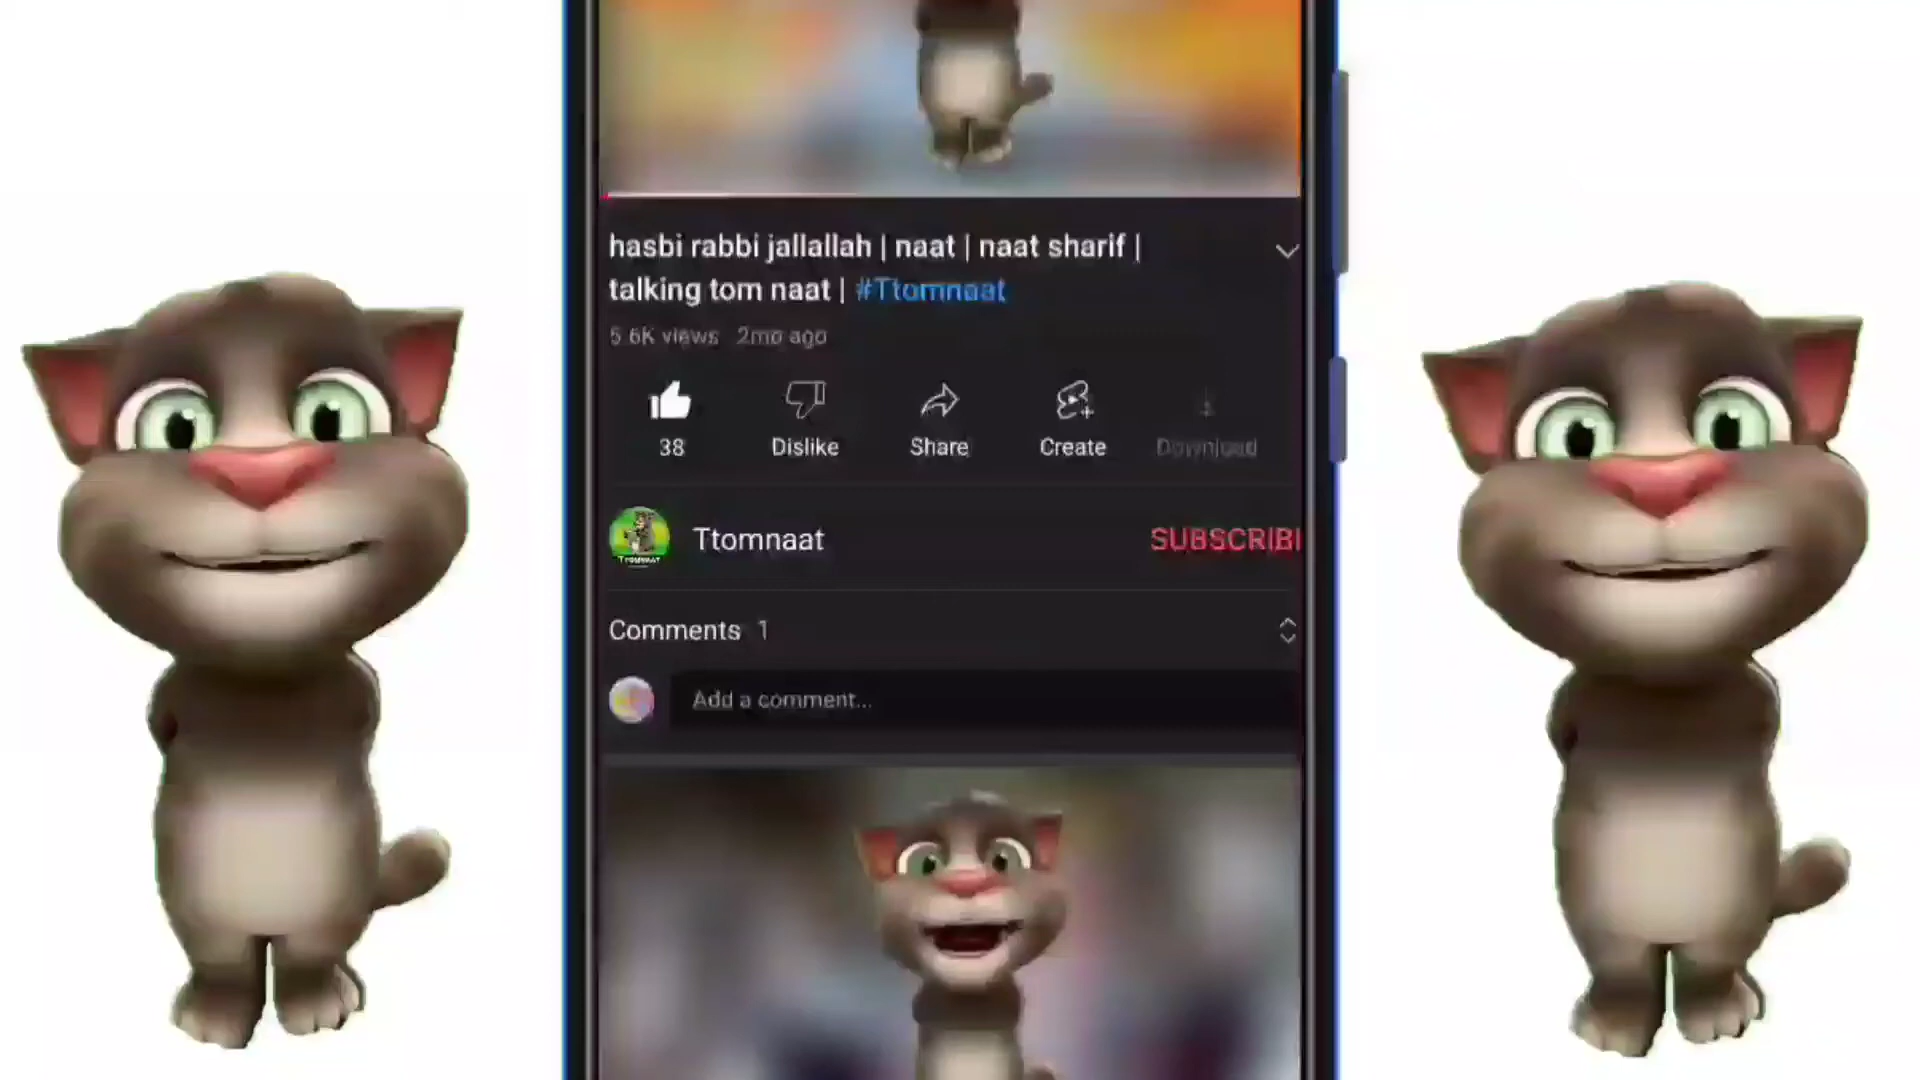 hasbi rabbi jallallah | naat | naat sharif |
talking tom naat | #Ttomnaat
5.6K views 2mo ago
38 Dislike Share Create Download
Ttomnaat SUBSCRIBE
Comments 1
Add a comment...